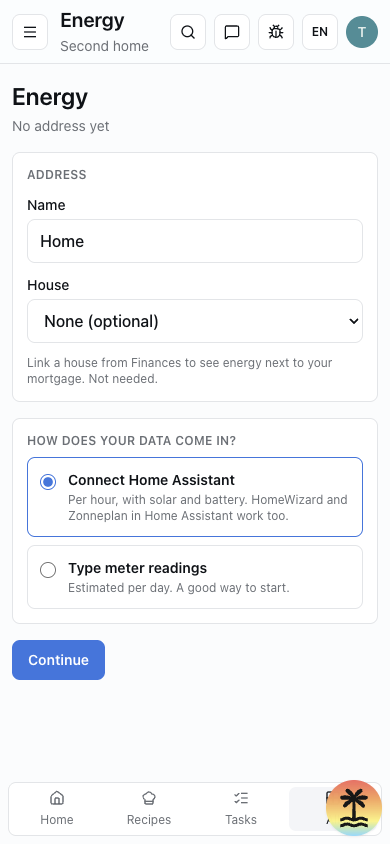 Energy
Second home
EN
T
Energy
No address yet
ADDRESS
Name
Home
House
None (optional)
Link a house from Finances to see energy next to your
mortgage. Not needed.
HOW DOES YOUR DATA COME IN?
Connect Home Assistant
Per hour, with solar and battery. HomeWizard and
Zonneplan in Home Assistant work too.
Type meter readings
Estimated per day. A good way to start.
Continue
Home
Recipes
Tasks